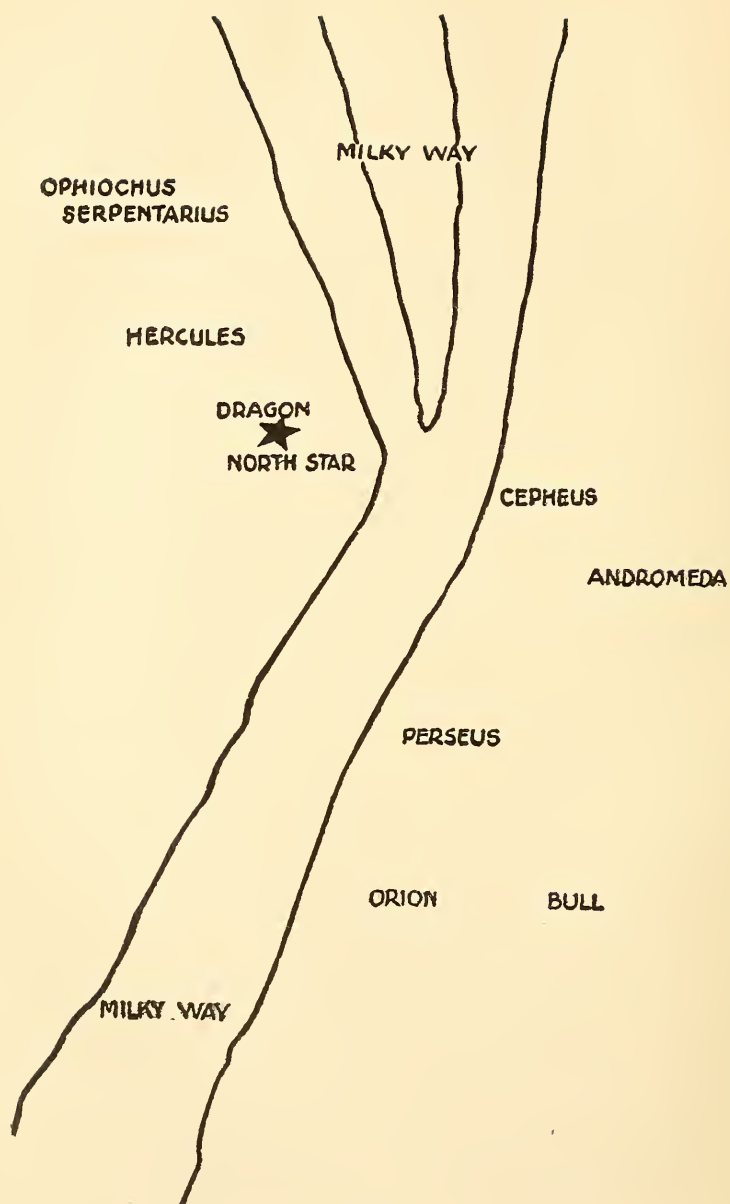 MILKY WAY
OPHIOCHUS
SERPENTARIUS
HERCULES
DRAGON
NORTH STAR
CEPHEUS
ANDROMEDA
PERSEUS
ORION
BULL
MILKY WAY